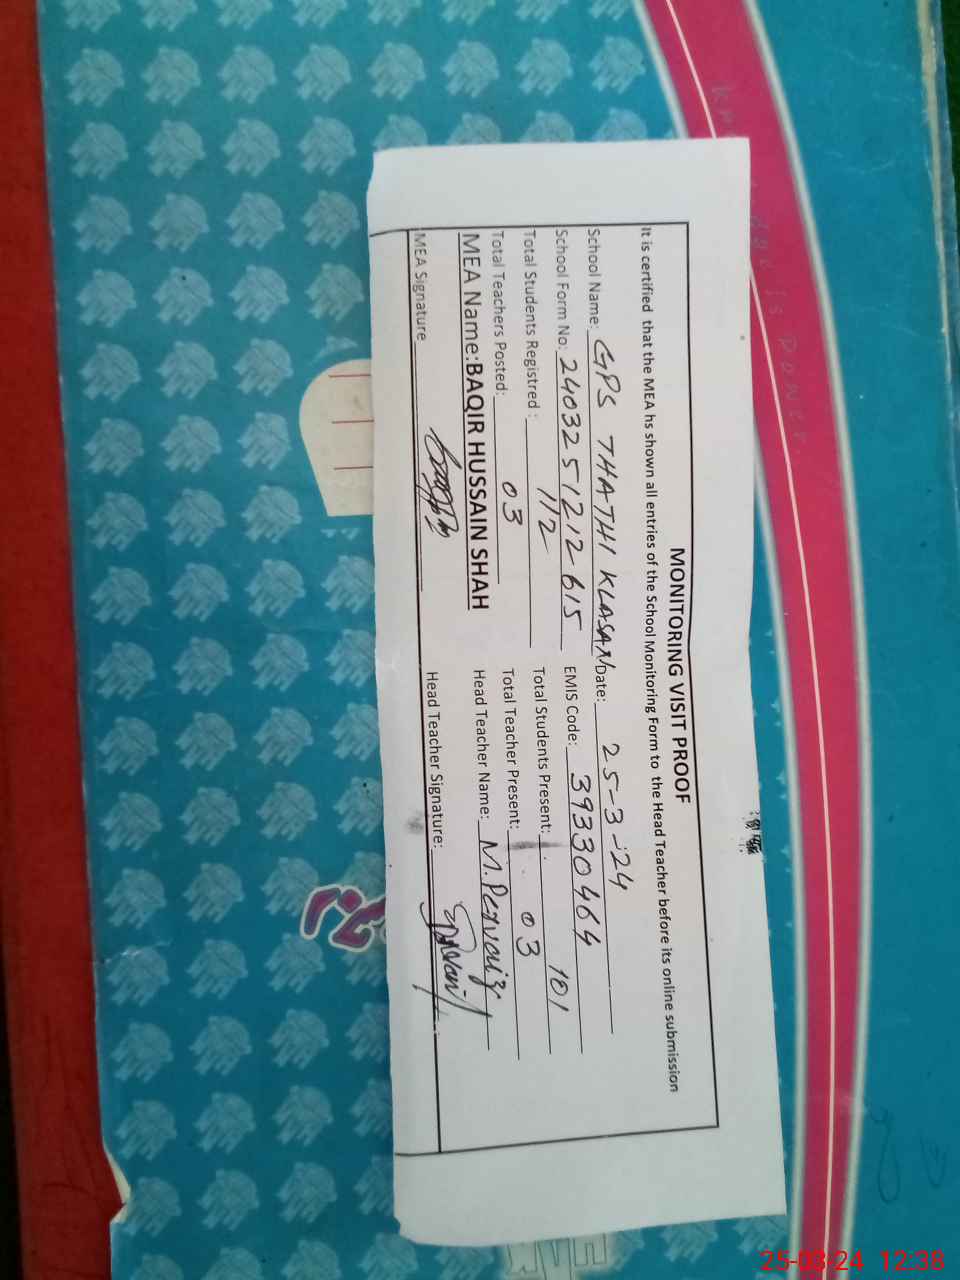 MONITORING VISIT PROOF
It is certified that the MEA hs shown all entries of the School Monitoring Form to the Head Teacher before its online submission
School Name: GPS THATHI KLASAN Date: 25-3-24
School Form No: 2403251212615 EMIS Code: 39330464
Total Students Registred : 112 Total Students Present: 101
Total Teachers Posted: 03 Total Teacher Present: 03
MEA Name:BAQIR HUSSAIN SHAH Head Teacher Name: M.Pervaiz
MEA Signature Head Teacher Signature:
is power.
25-03-24 12:38